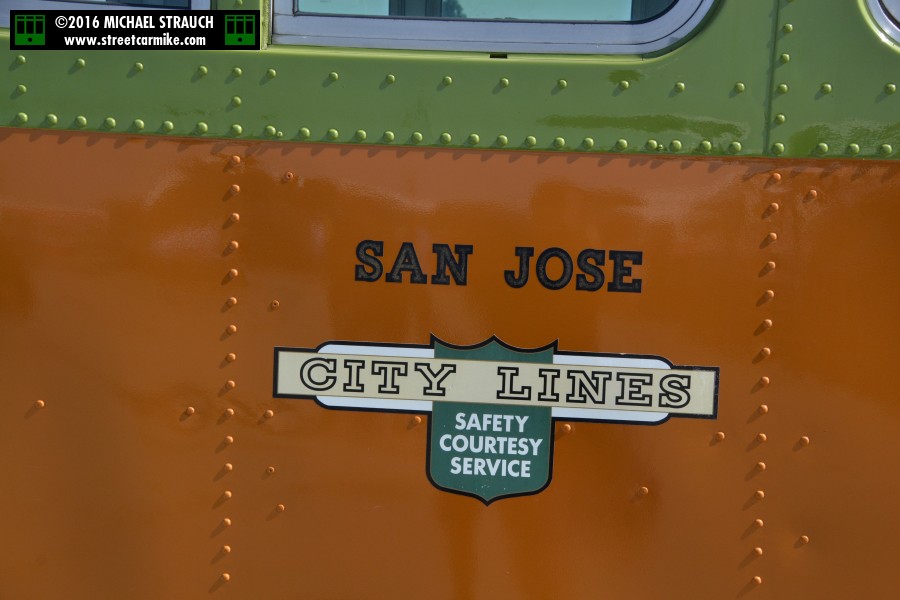 ©2016 MICHAEL STRAUCH
www.streetcarmike.com
SAN JOSE
CITY LINES
SAFETY
COURTESY
SERVICE